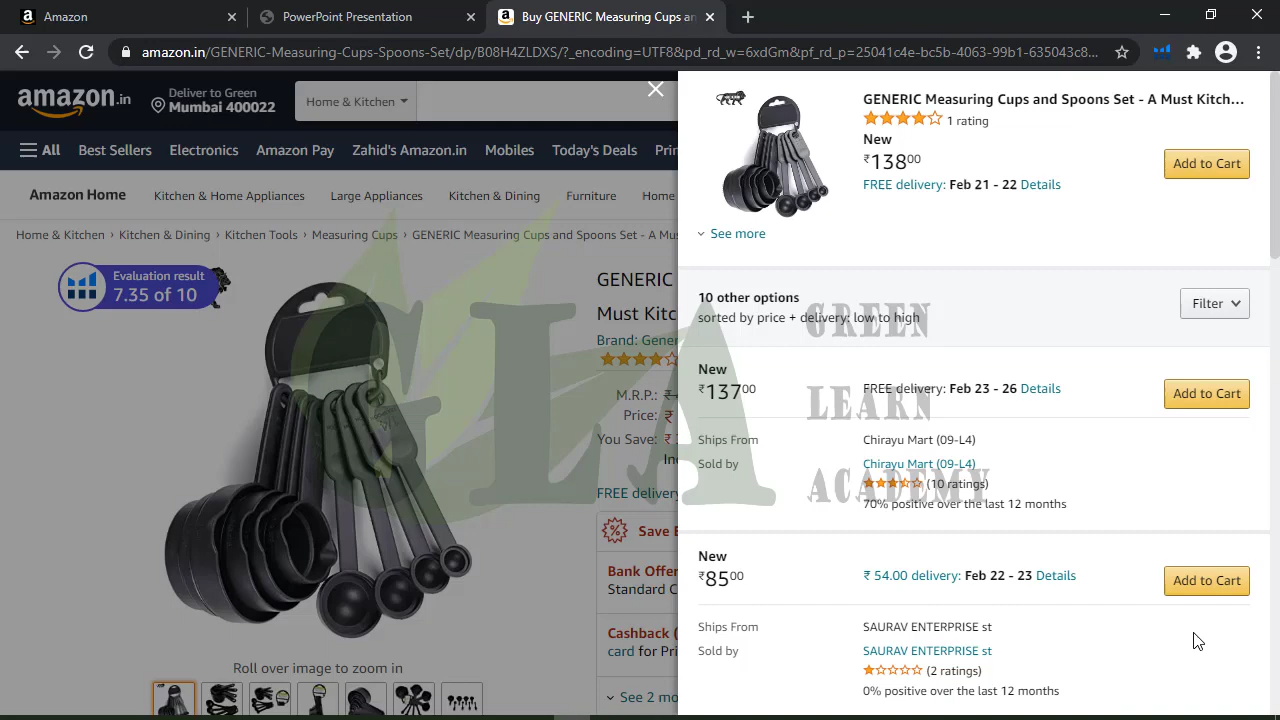 Amazon
PowerPoint Presentation
Buy GENERIC Measuring Cups an
amazon.in/GENERIC-Measuring-Cups-Spoons-Set/dp/B08H4ZLDXS/?_encoding=UTF8&pd_rd_w=6xdGm&pf_rd_p=25041c4e-bc5b-4063-99b1-635043c8...
amazon.in
Deliver to Green
Mumbai 400022
Home & Kitchen
All Best Sellers Electronics Amazon Pay Zahid's Amazon.in Mobiles Today's Deals Pri
Amazon Home Kitchen & Home Appliances Large Appliances Kitchen & Dining Furniture Home
Home & Kitchen › Kitchen & Dining › Kitchen Tools › Measuring Cups › GENERIC Measuring Cups and Spoons Set - A Mus
Evaluation result
7.35 of 10
GENERIC
Must Kitc
Brand: Gener
M.R.P.: ₹
Price: ₹
You Save: ₹
In
FREE delivery
Save E
Bank Offer
Standard C
Cashback (
card for Pri
See 2 mo
Roll over image to zoom in
GENERIC Measuring Cups and Spoons Set - A Must Kitch...
1 rating
New
₹13800
Add to Cart
FREE delivery: Feb 21 - 22 Details
See more
10 other options
sorted by price + delivery: low to high
Filter
New
₹13700
FREE delivery: Feb 23 - 26 Details
Add to Cart
Ships From Chirayu Mart (09-L4)
Sold by Chirayu Mart (09-L4)
(10 ratings)
70% positive over the last 12 months
New
₹8500
₹ 54.00 delivery: Feb 22 - 23 Details
Add to Cart
Ships From SAURAV ENTERPRISE st
Sold by SAURAV ENTERPRISE st
(2 ratings)
0% positive over the last 12 months
GLA
GREEN
LEARN
ACADEMY